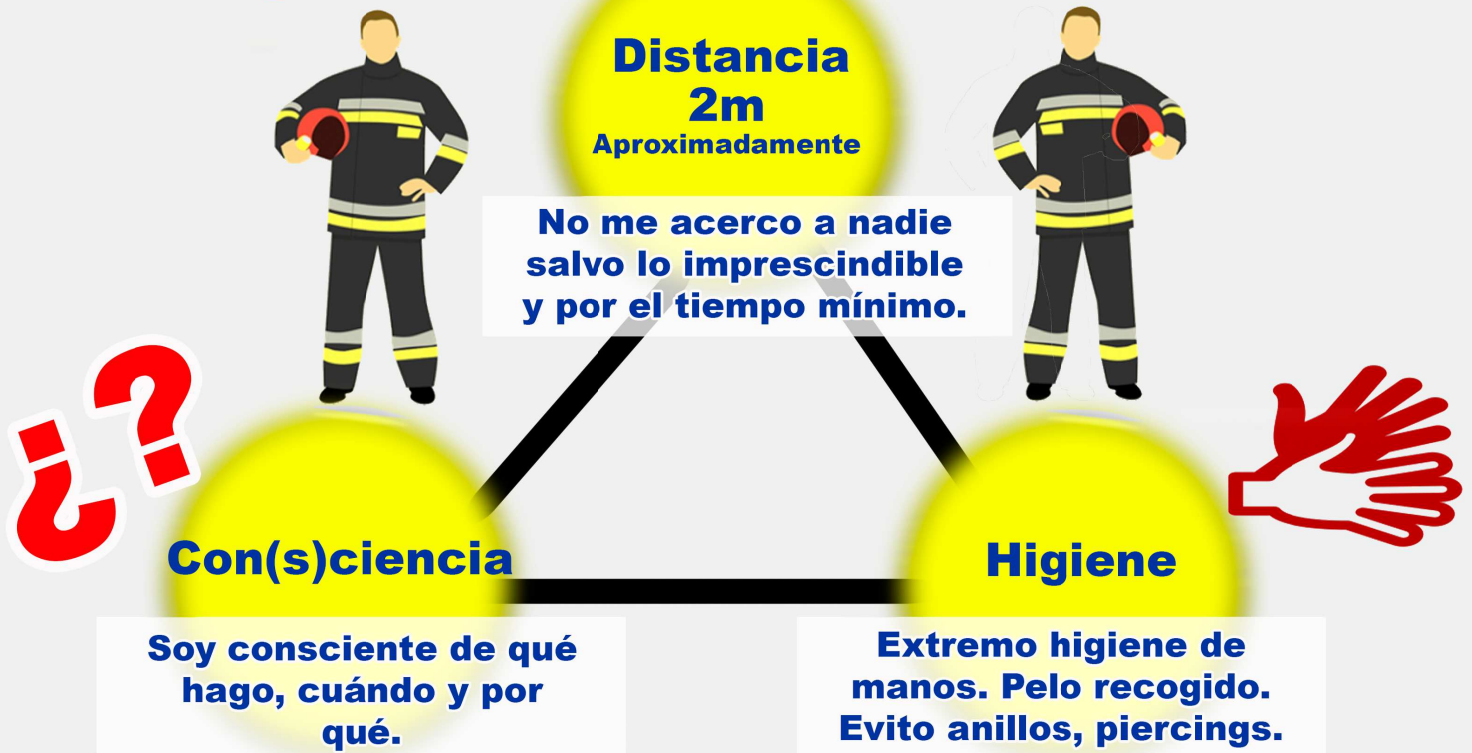 Distancia
2m
Aproximadamente
No me acerco a nadie
salvo lo imprescindible
y por el tiempo mínimo.
¿?
Con(s)ciencia
Soy consciente de qué
hago, cuándo y por
qué.
Higiene
Extremo higiene de
manos. Pelo recogido.
Evito anillos, piercings.